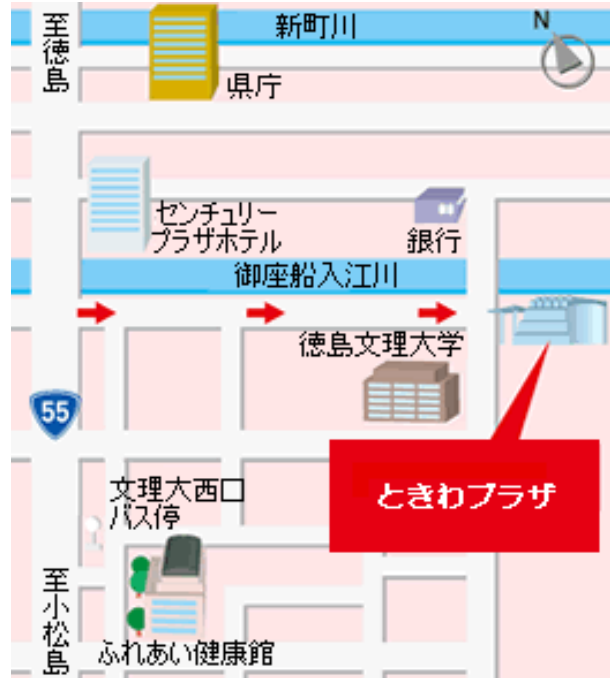 至徳島
新町川
N
県庁
センチュリー
プラザホテル
銀行
御座船入江川
徳島文理大学
55
ときわプラザ
文理大西口
バス停
至小松島
ふれあい健康館